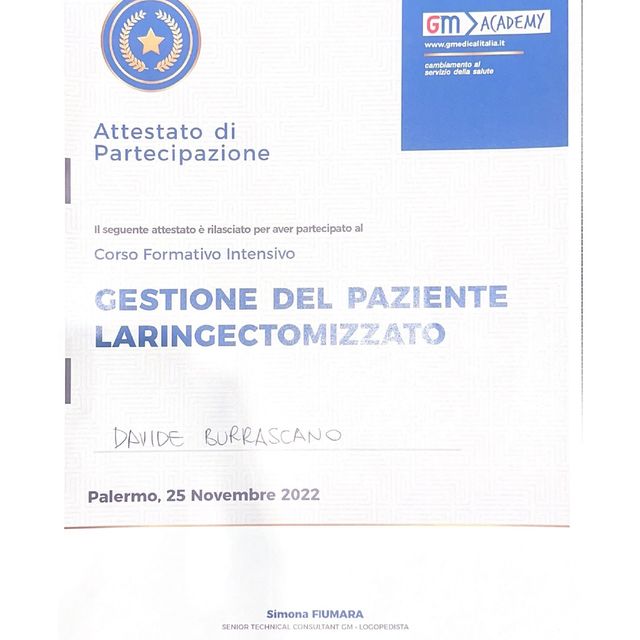 Gm ACADEMY
www.gmedicalitalia.it
cambiamento al
servizio della salute
Attestato di
Partecipazione
Il seguente attestato è rilasciato per aver partecipato al
Corso Formativo Intensivo
GESTIONE DEL PAZIENTE
LARINGECTOMIZZATO
DAVIDE BURRASCANO
Palermo, 25 Novembre 2022
Simona FIUMARA
SENIOR TECHNICAL CONSULTANT GM - LOGOPEDISTA